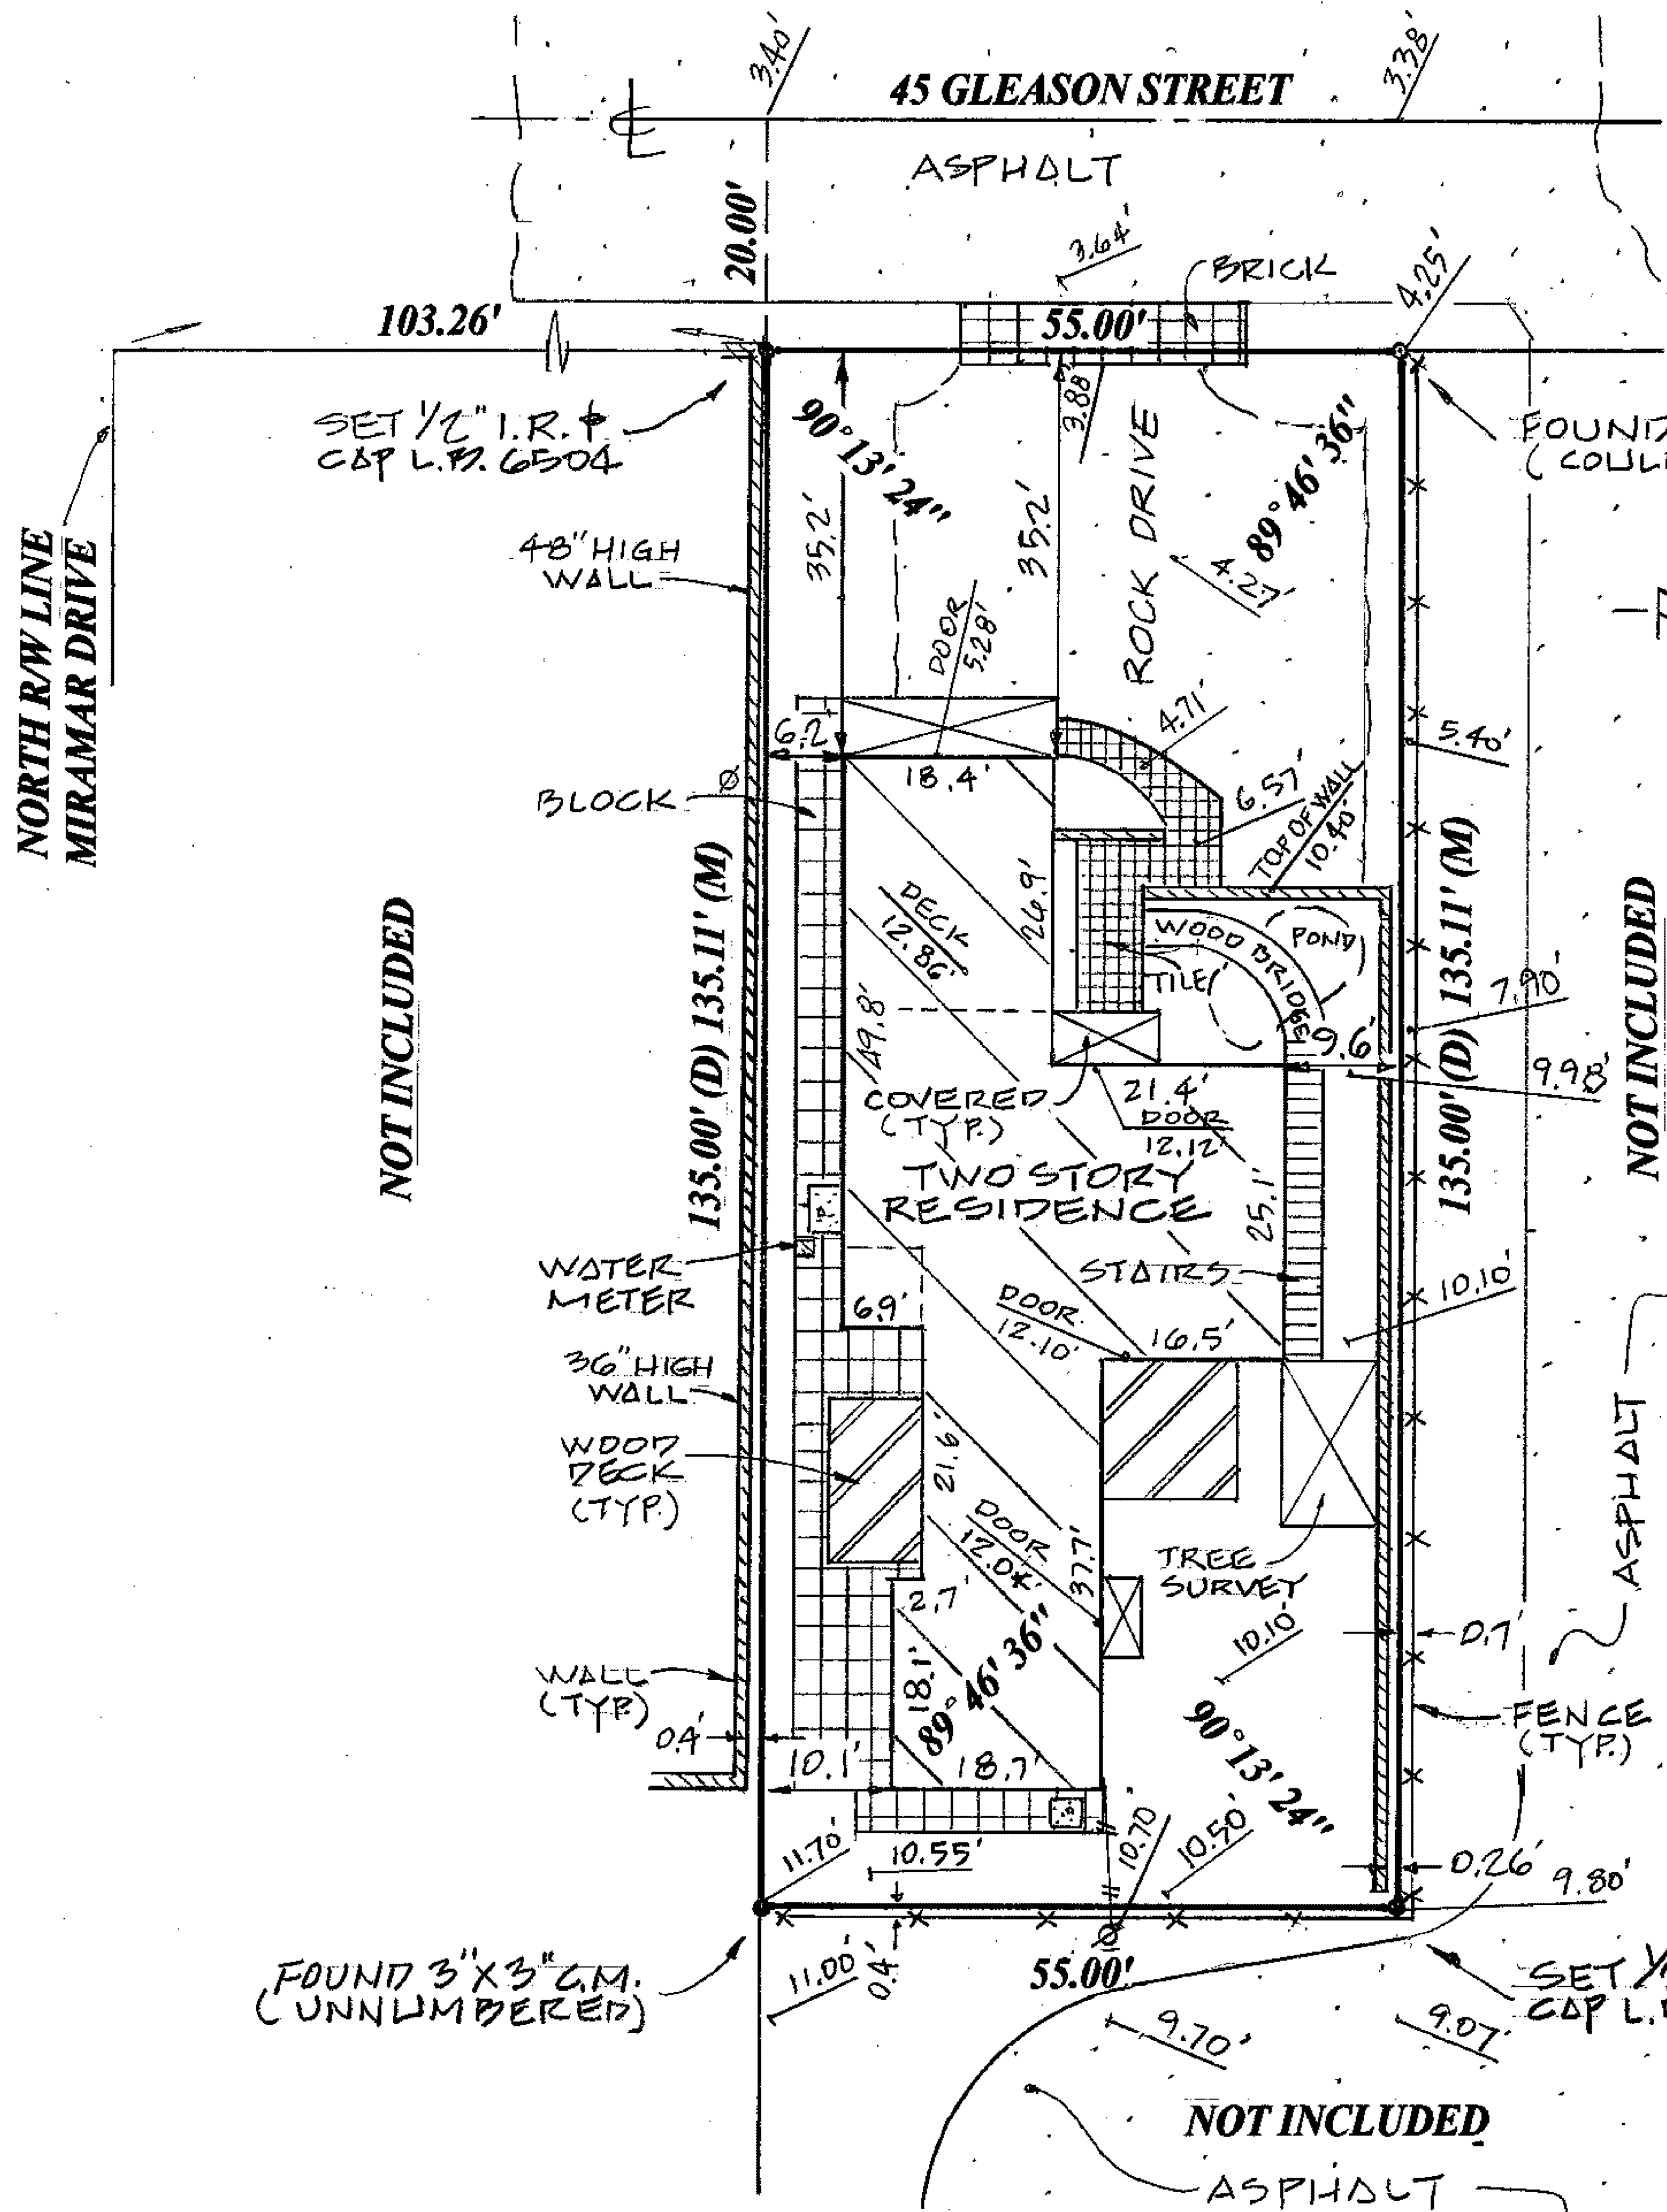 3.40'
45 GLEASON STREET
3.38'
ASPHALT
20.00'
3.64'
BRICK
4.25'
103.26'
55.00'
3.88'
SET 1/2" I.R. &
CAP L.B. 6504
90°13'24"
89°46'36"
FOUND
NORTH R/W LINE
MIRAMAR DRIVE
48" HIGH
WALL
35.2'
35.2'
ROCK DRIVE
4.27'
DOOR
5.28'
6.2'
4.71'
5.40'
BLOCK
18.4'
6.57'
TOP OF WALL
10.40'
NOT INCLUDED
135.00' (D) 135.11' (M)
DECK
12.86'
26.9'
WOOD BRIDGE
POND
TILE
135.00' (D) 135.11' (M)
NOT INCLUDED
7.90'
49.8'
9.6'
9.98'
COVERED
(TYP.)
21.4'
DOOR
12.12'
TWO STORY
RESIDENCE
25.1'
WATER
METER
STAIRS
10.10'
6.9'
DOOR
12.10'
16.5'
36" HIGH
WALL
WOOD
DECK
(TYP.)
21.6'
DOOR
37.7'
TREE
SURVEY
ASPHALT
2.7'
10.10'
0.7
WALL
(TYP.)
18.1'
89°46'36"
90°13'24"
FENCE
(TYP.)
0.4'
10.1'
18.7'
11.70'
10.55'
10.70
10.50'
0.26'
9.80'
FOUND 3"X3" C.M.
(UNNUMBERED)
11.00'
0.4'
55.00'
SET
CAP
9.70'
9.07'
NOT INCLUDED
ASPHALT